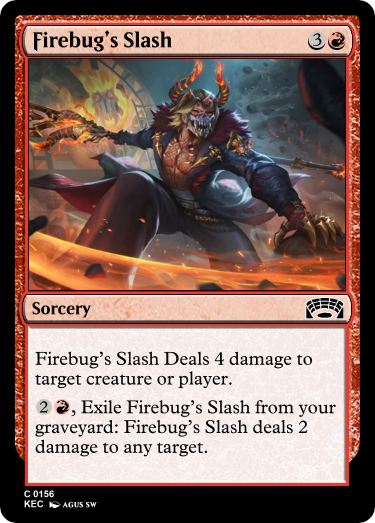 Firebug's Slash 3
Sorcery
Firebug's Slash Deals 4 damage to
target creature or player.
2 , Exile Firebug's Slash from your
graveyard: Firebug's Slash deals 2
damage to any target.
C 0156
KEC AGUS SW